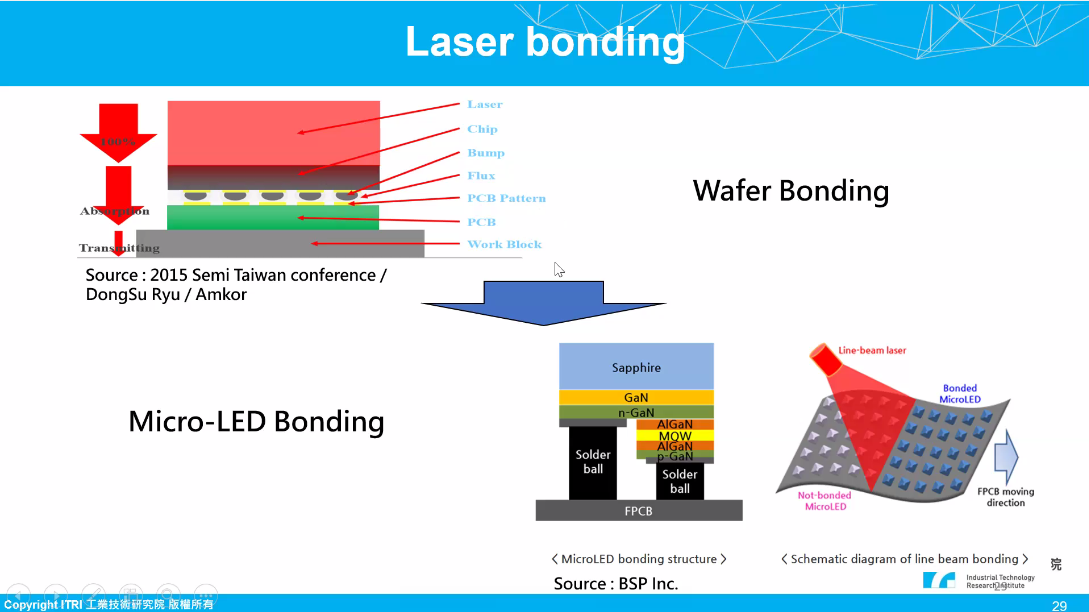 Laser bonding
100%
Absorption
Transmitting
Laser
Chip
Bump
Flux
PCB Pattern
PCB
Work Block
Source : 2015 Semi Taiwan conference /
DongSu Ryu / Amkor
Wafer Bonding
Micro-LED Bonding
Sapphire
GaN
n-GaN
AlGaN
MQW
AlGaN
p-GaN
Solder
ball
Solder
ball
FPCB
Line-beam laser
Bonded
MicroLED
Not-bonded
MicroLED
FPCB moving
direction
< MicroLED bonding structure >
< Schematic diagram of line beam bonding >
Source : BSP Inc.
院
Industrial Technology
Research Institute
29
Copyright ITRI 工業技術研究院 版權所有
29